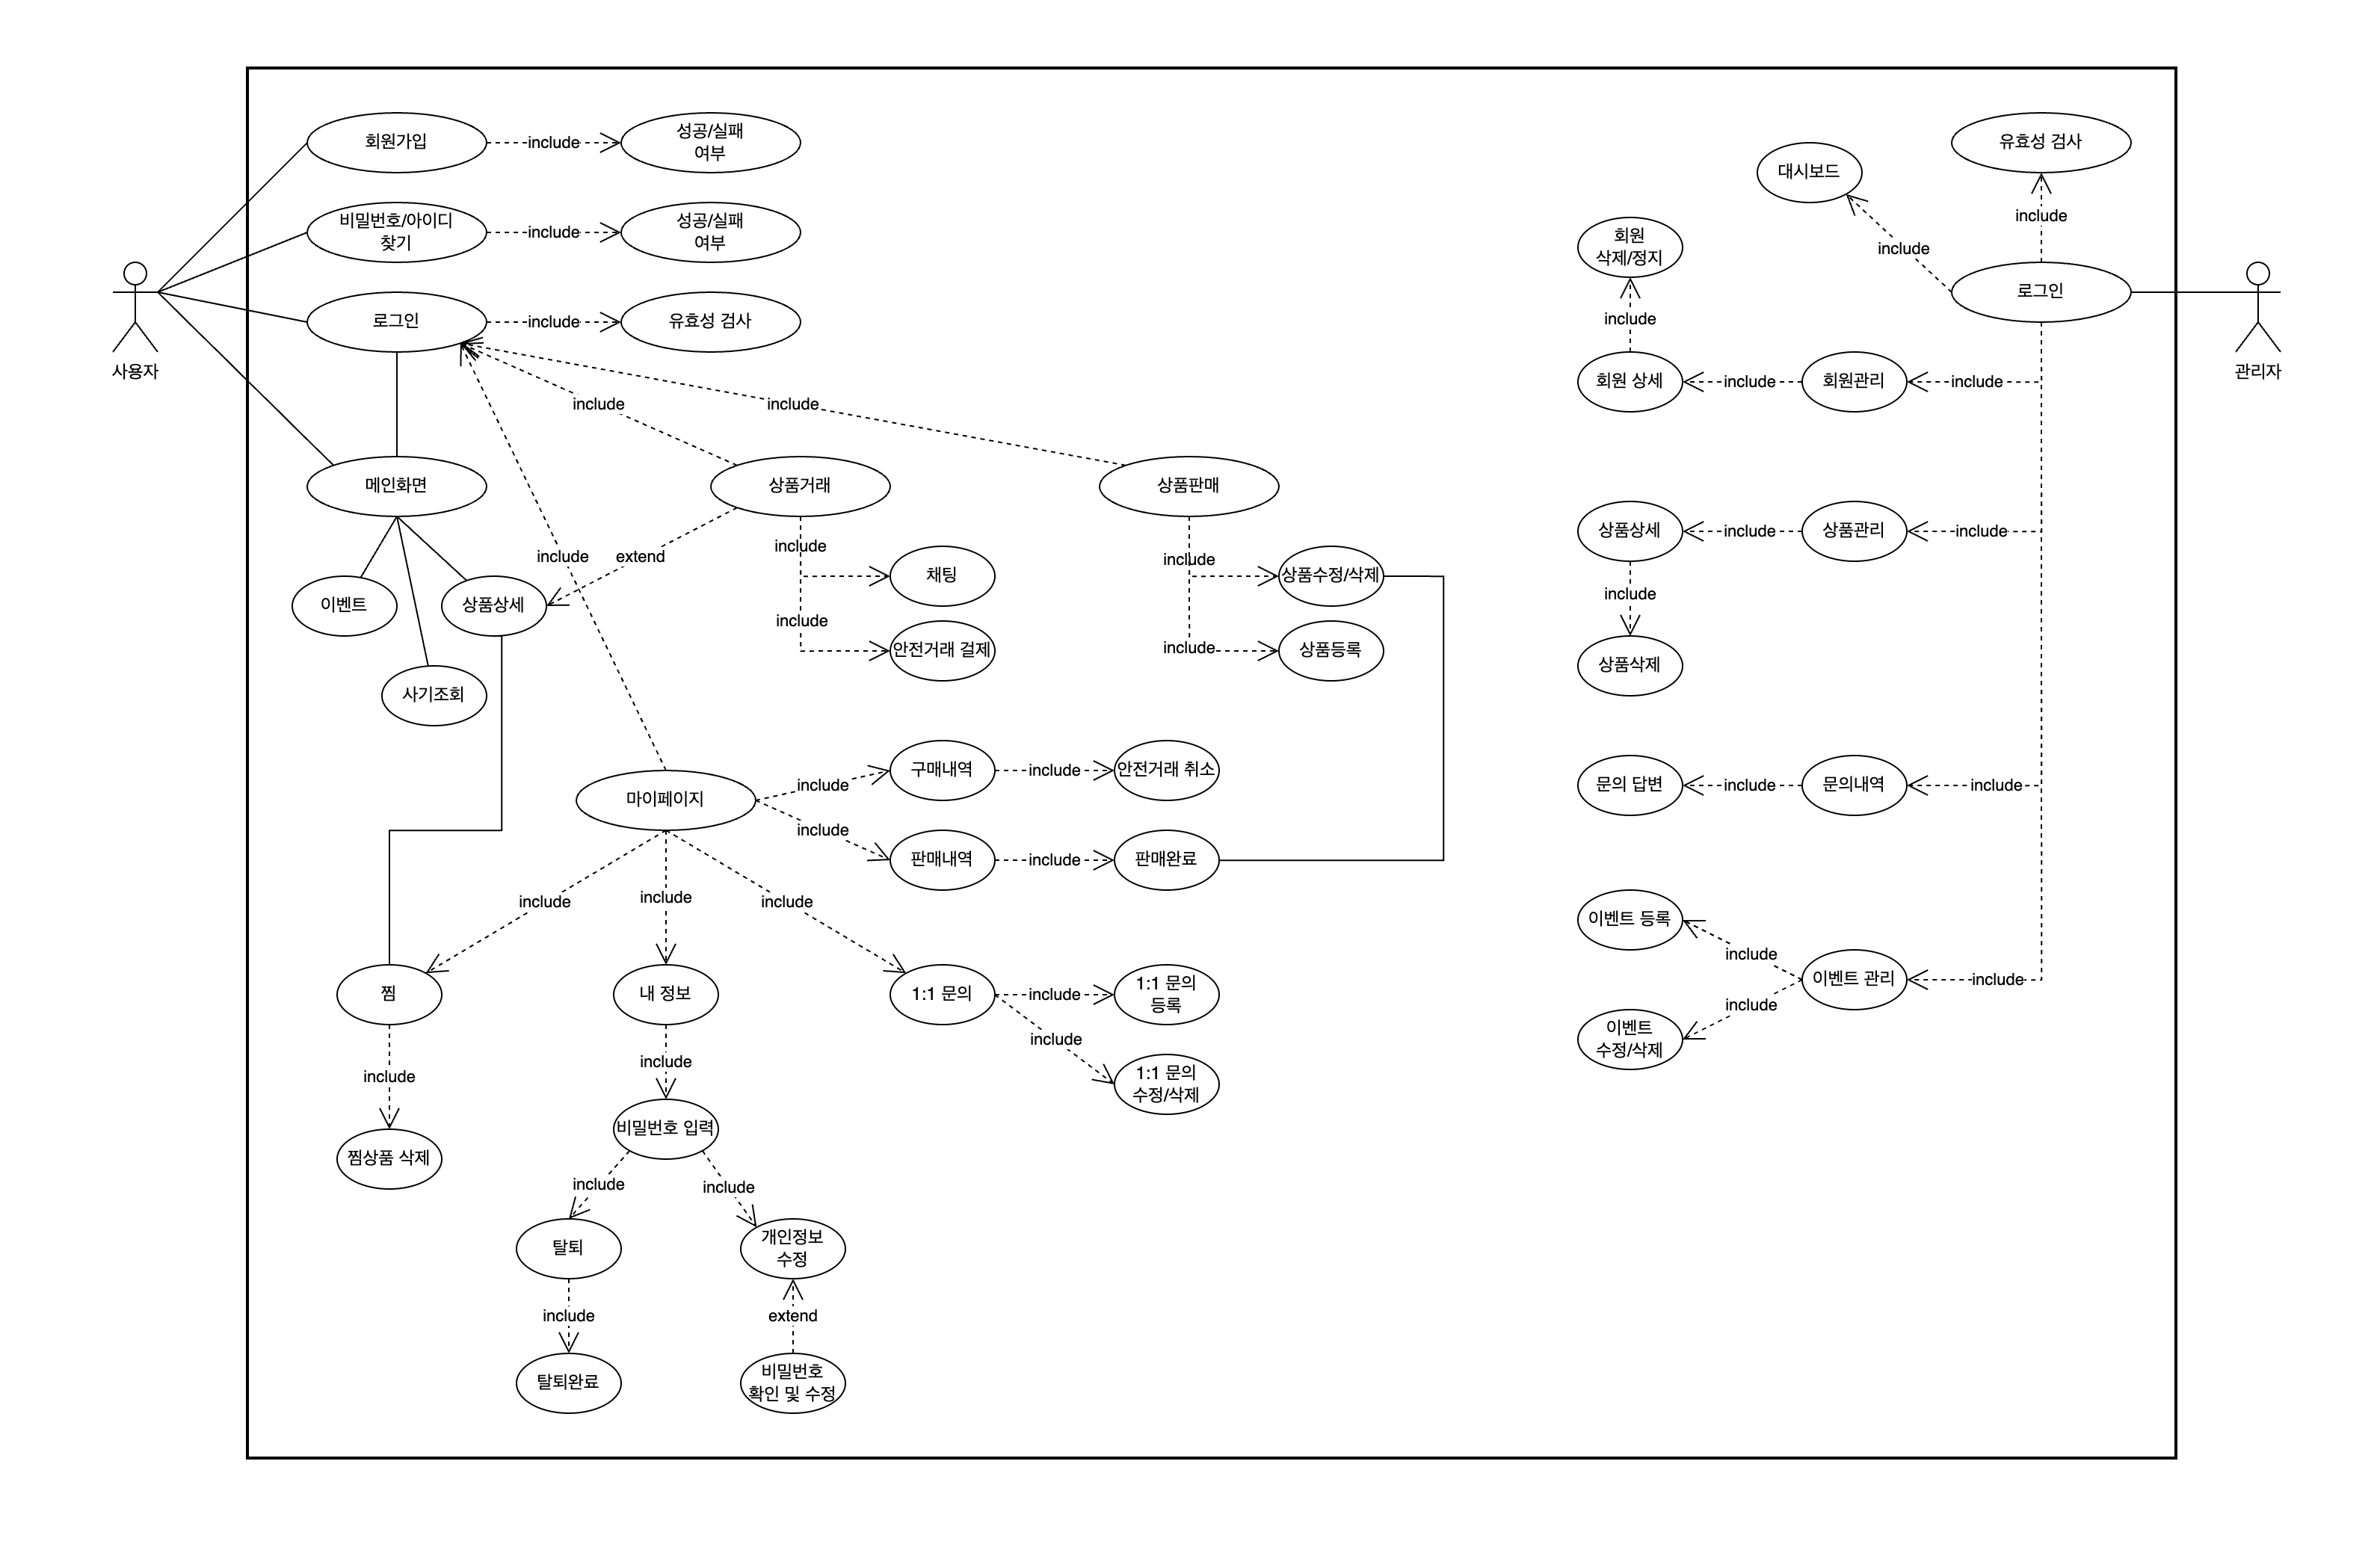 회원가입
include
성공/실패
여부
비밀번호/아이디
찾기
include
성공/실패
여부
로그인
include
유효성 검사
사용자
include
include
메인화면
상품거래
상품판매
include
extend
include
include
이벤트
상품상세
채팅
상품수정/삭제
include
안전거래 걸제
include
상품등록
사기조회
마이페이지
include
구매내역
include
안전거래 취소
include
판매내역
include
판매완료
include
include
include
찜
내 정보
1:1 문의
include
1:1 문의
등록
include
1:1 문의
수정/삭제
include
include
찜상품 삭제
비밀번호 입력
include
include
탈퇴
개인정보
수정
include
extend
탈퇴완료
비밀번호
확인 및 수정
유효성 검사
대시보드
include
include
로그인
관리자
회원
삭제/정지
include
회원 상세
include
회원관리
include
상품상세
include
상품관리
include
include
상품삭제
문의 답변
include
문의내역
include
이벤트 등록
include
이벤트 관리
include
include
이벤트
수정/삭제